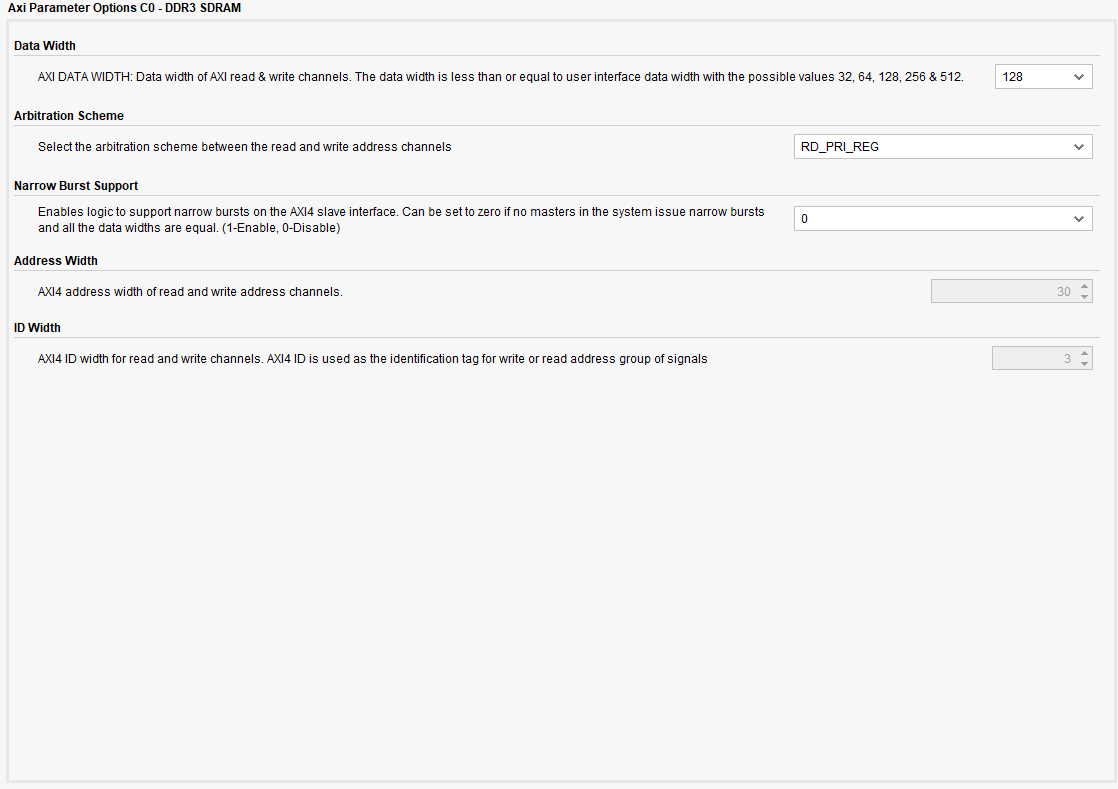 Axi Parameter Options C0 - DDR3 SDRAM
Data Width
AXI DATA WIDTH: Data width of AXI read & write channels. The data width is less than or equal to user interface data width with the possible values 32, 64, 128, 256 & 512. 128
Arbitration Scheme
Select the arbitration scheme between the read and write address channels RD_PRI_REG
Narrow Burst Support
Enables logic to support narrow bursts on the AXI4 slave interface. Can be set to zero if no masters in the system issue narrow bursts
and all the data widths are equal. (1-Enable, 0-Disable)
0
Address Width
AXI4 address width of read and write address channels. 30
ID Width
AXI4 ID width for read and write channels. AXI4 ID is used as the identification tag for write or read address group of signals 3